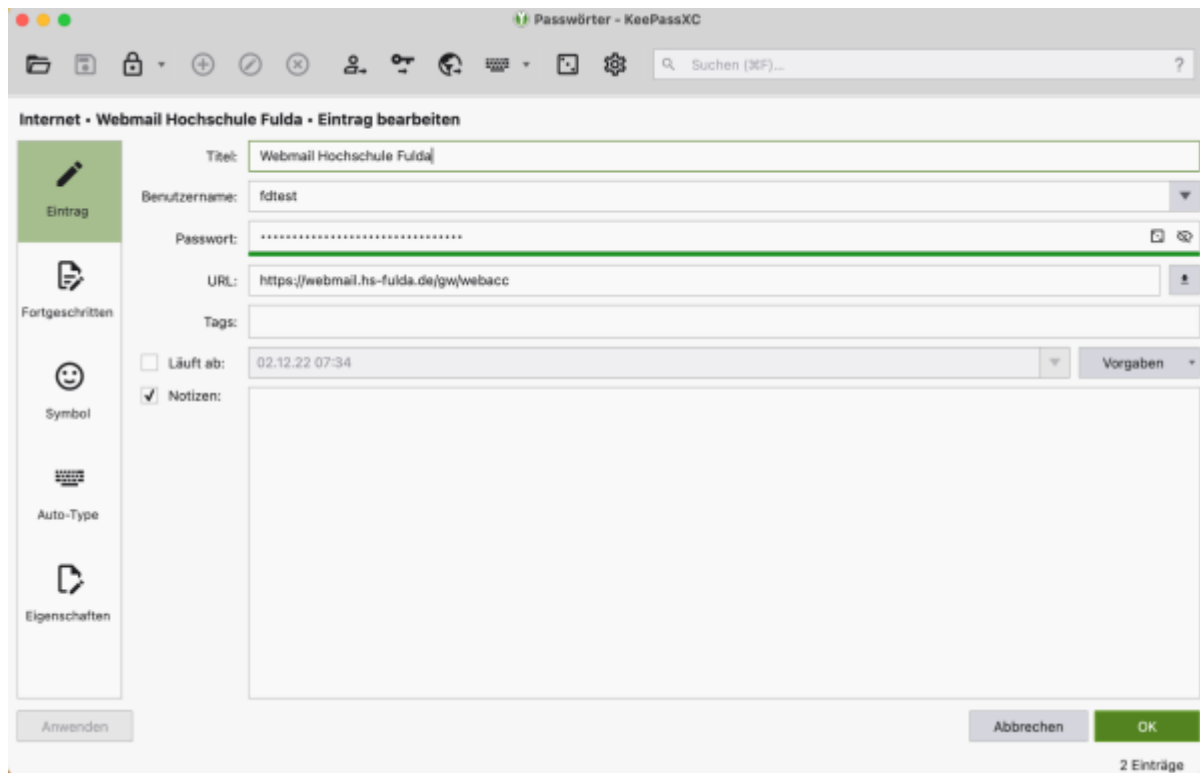 Passwörter - KeePassXC
Suchen (⌘F)... ?
Internet • Webmail Hochschule Fulda • Eintrag bearbeiten
Eintrag
Fortgeschritten
Symbol
Auto-Type
Eigenschaften
Titel: Webmail Hochschule Fulda
Benutzername: fdtest
Passwort: ••••••••••••••••••••••••••••••••
URL: https://webmail.hs-fulda.de/gw/webacc
Tags:
Läuft ab: 02.12.22 07:34 Vorgaben
Notizen:
Anwenden Abbrechen OK
2 Einträge